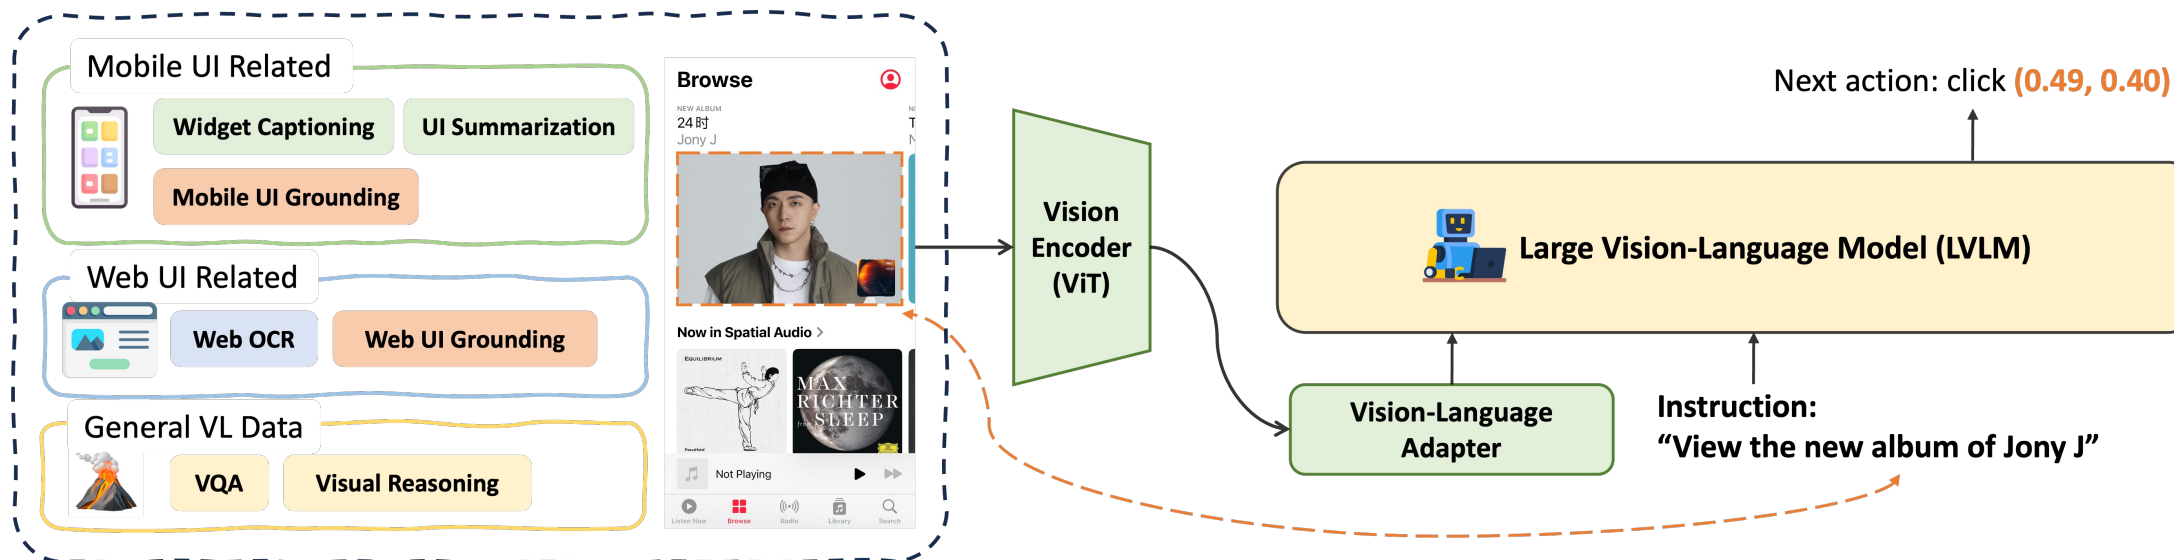 Mobile UI Related
Widget Captioning
UI Summarization
Mobile UI Grounding
Web UI Related
Web OCR
Web UI Grounding
General VL Data
VQA
Visual Reasoning
Browse
NEW ALBUM
24时
Jony J
N
T
N
Now in Spatial Audio >
EQUILIBRIUM
MAX
RICHTER
from SLEEP
Not Playing
Listen Now
Browse
Radio
Library
Search
Vision
Encoder
(ViT)
Next action: click (0.49, 0.40)
Large Vision-Language Model (LVLM)
Vision-Language
Adapter
Instruction:
“View the new album of Jony J”